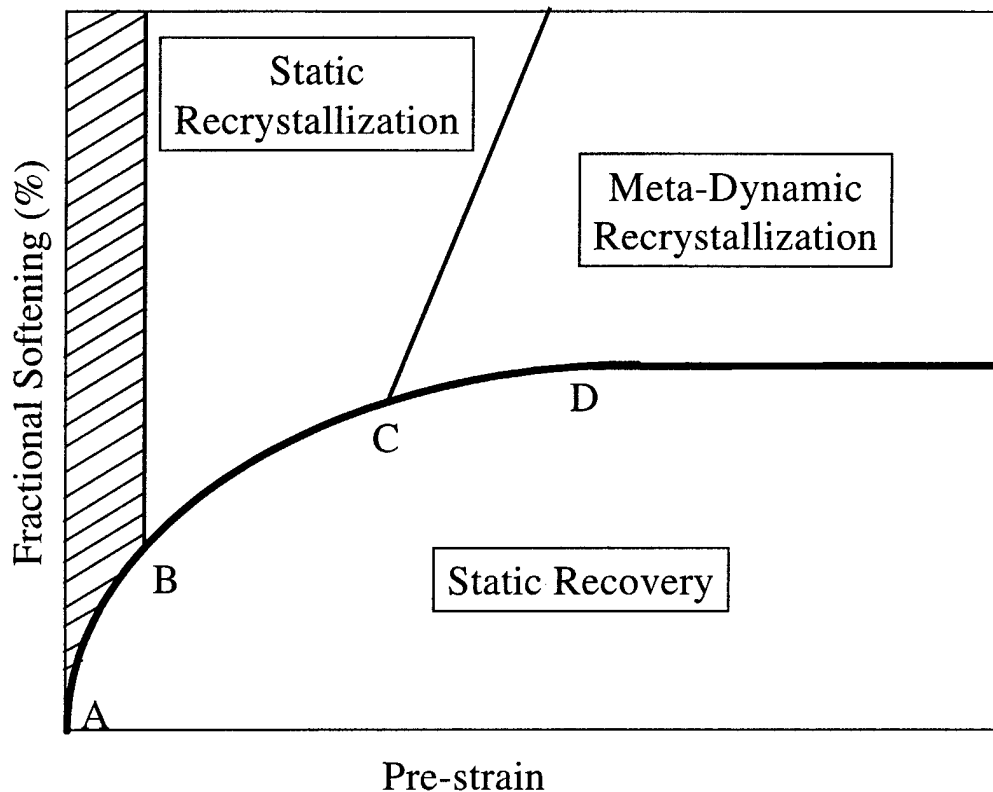 Static
Recrystallization
Meta-Dynamic
Recrystallization
Fractional Softening (%)
D
C
B
Static Recovery
A
Pre-strain